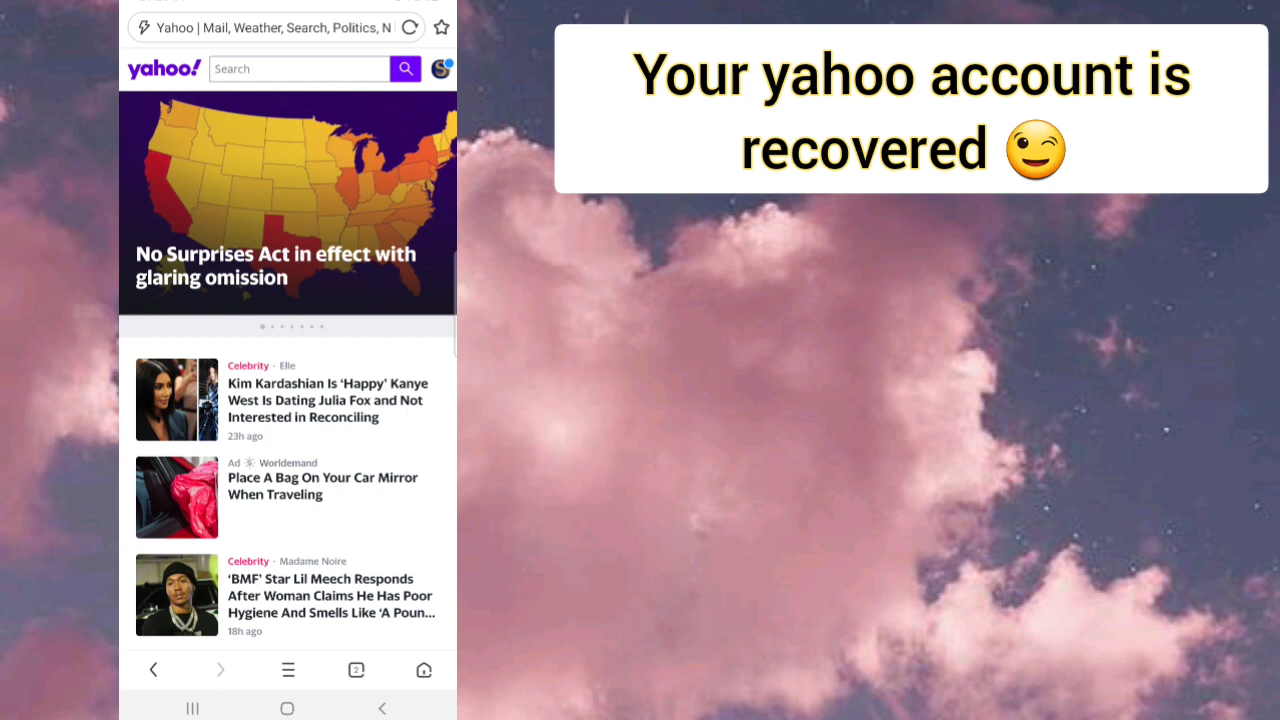 Yahoo | Mail, Weather, Search, Politics, N
yahoo!
Search
No Surprises Act in effect with
glaring omission
Celebrity · Elle
Kim Kardashian Is ‘Happy’ Kanye
West Is Dating Julia Fox and Not
Interested in Reconciling
23h ago
Ad Worldemand
Place A Bag On Your Car Mirror
When Traveling
Celebrity · Madame Noire
‘BMF’ Star Lil Meech Responds
After Woman Claims He Has Poor
Hygiene And Smells Like ‘A Poun...
18h ago
2
Your yahoo account is
recovered 😉